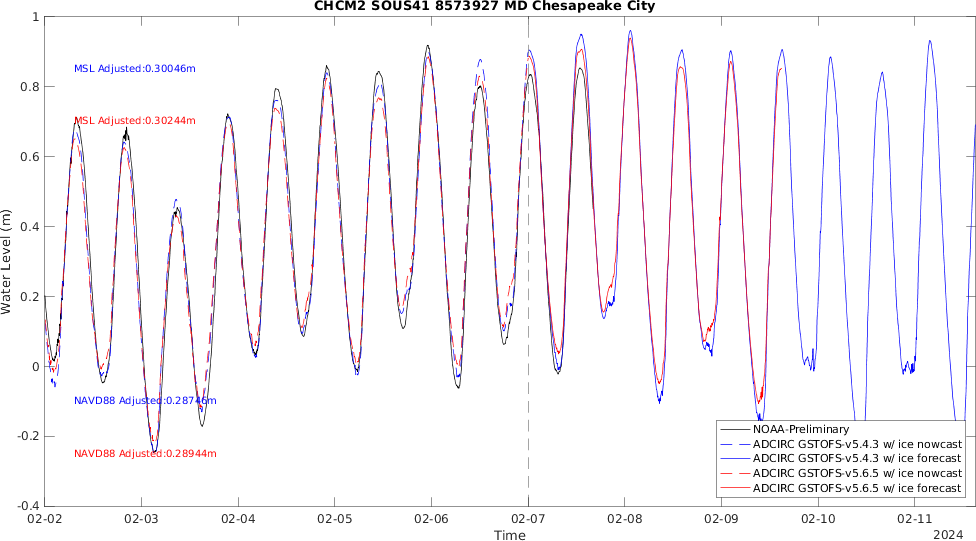 CHCM2 SOUS41 8573927 MD Chesapeake City
1
0.8
0.6
0.4
0.2
0
-0.2
-0.4
Water Level (m)
MSL Adjusted:0.30046m
MSL Adjusted:0.30244m
NAVD88 Adjusted:0.28746m
NAVD88 Adjusted:0.28944m
NOAA-Preliminary
ADCIRC GSTOFS-v5.4.3 w/ ice nowcast
ADCIRC GSTOFS-v5.4.3 w/ ice forecast
ADCIRC GSTOFS-v5.6.5 w/ ice nowcast
ADCIRC GSTOFS-v5.6.5 w/ ice forecast
02-02 02-03 02-04 02-05 02-06 02-07 02-08 02-09 02-10 02-11
Time
2024